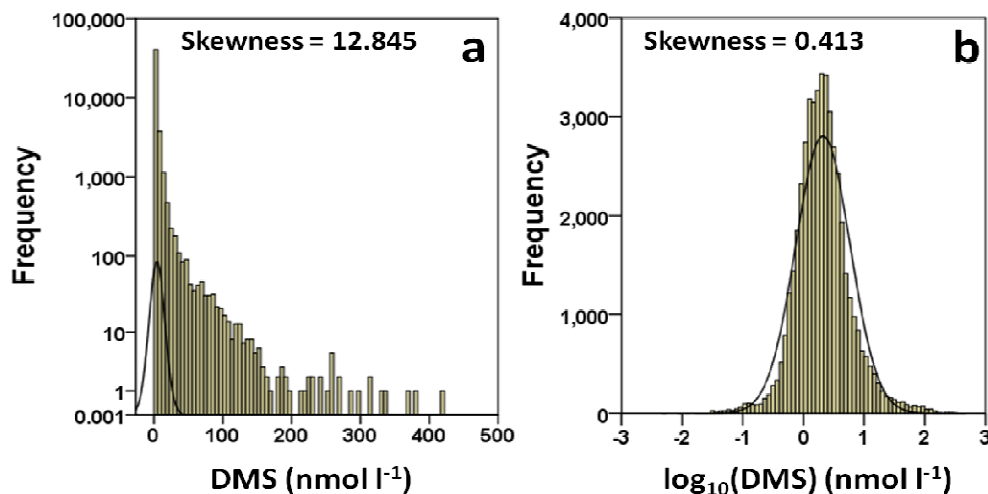 Skewness = 12.845
a
Frequency
100,000
10,000
1,000
100
10
1
0.001
0 100 200 300 400 500
DMS (nmol l⁻¹)
Skewness = 0.413
b
Frequency
4,000
3,000
2,000
1,000
0
-3 -2 -1 0 1 2 3
log₁₀(DMS) (nmol l⁻¹)